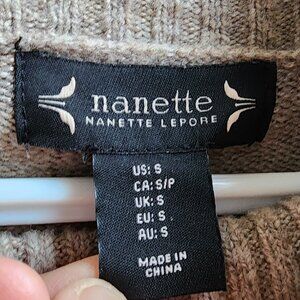 nanette
NANETTE LEPORE
US: S
CA: S/P
UK: S
EU: S
AU: S
MADE IN
CHINA